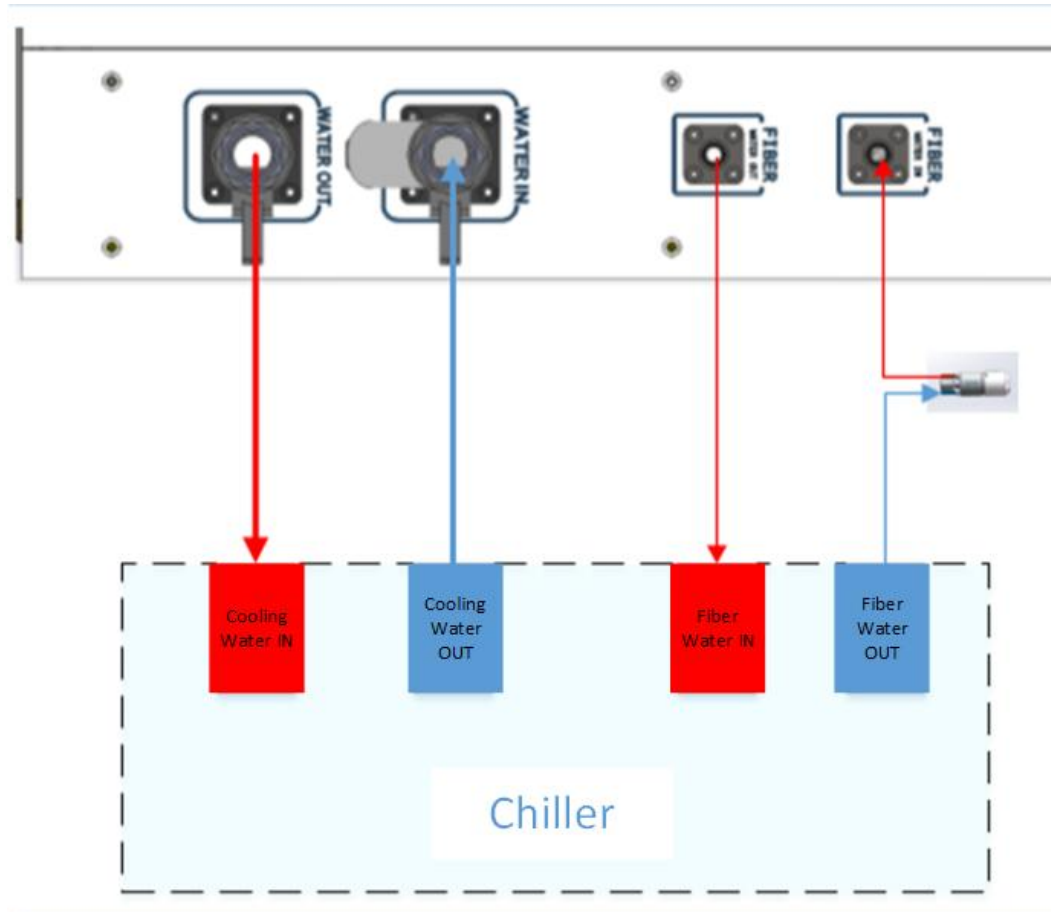 WATER OUT
WATER IN
FIBER
WATER OUT
FIBER
WATER IN
Cooling
Water IN
Cooling
Water
OUT
Fiber
Water IN
Fiber
Water
OUT
Chiller